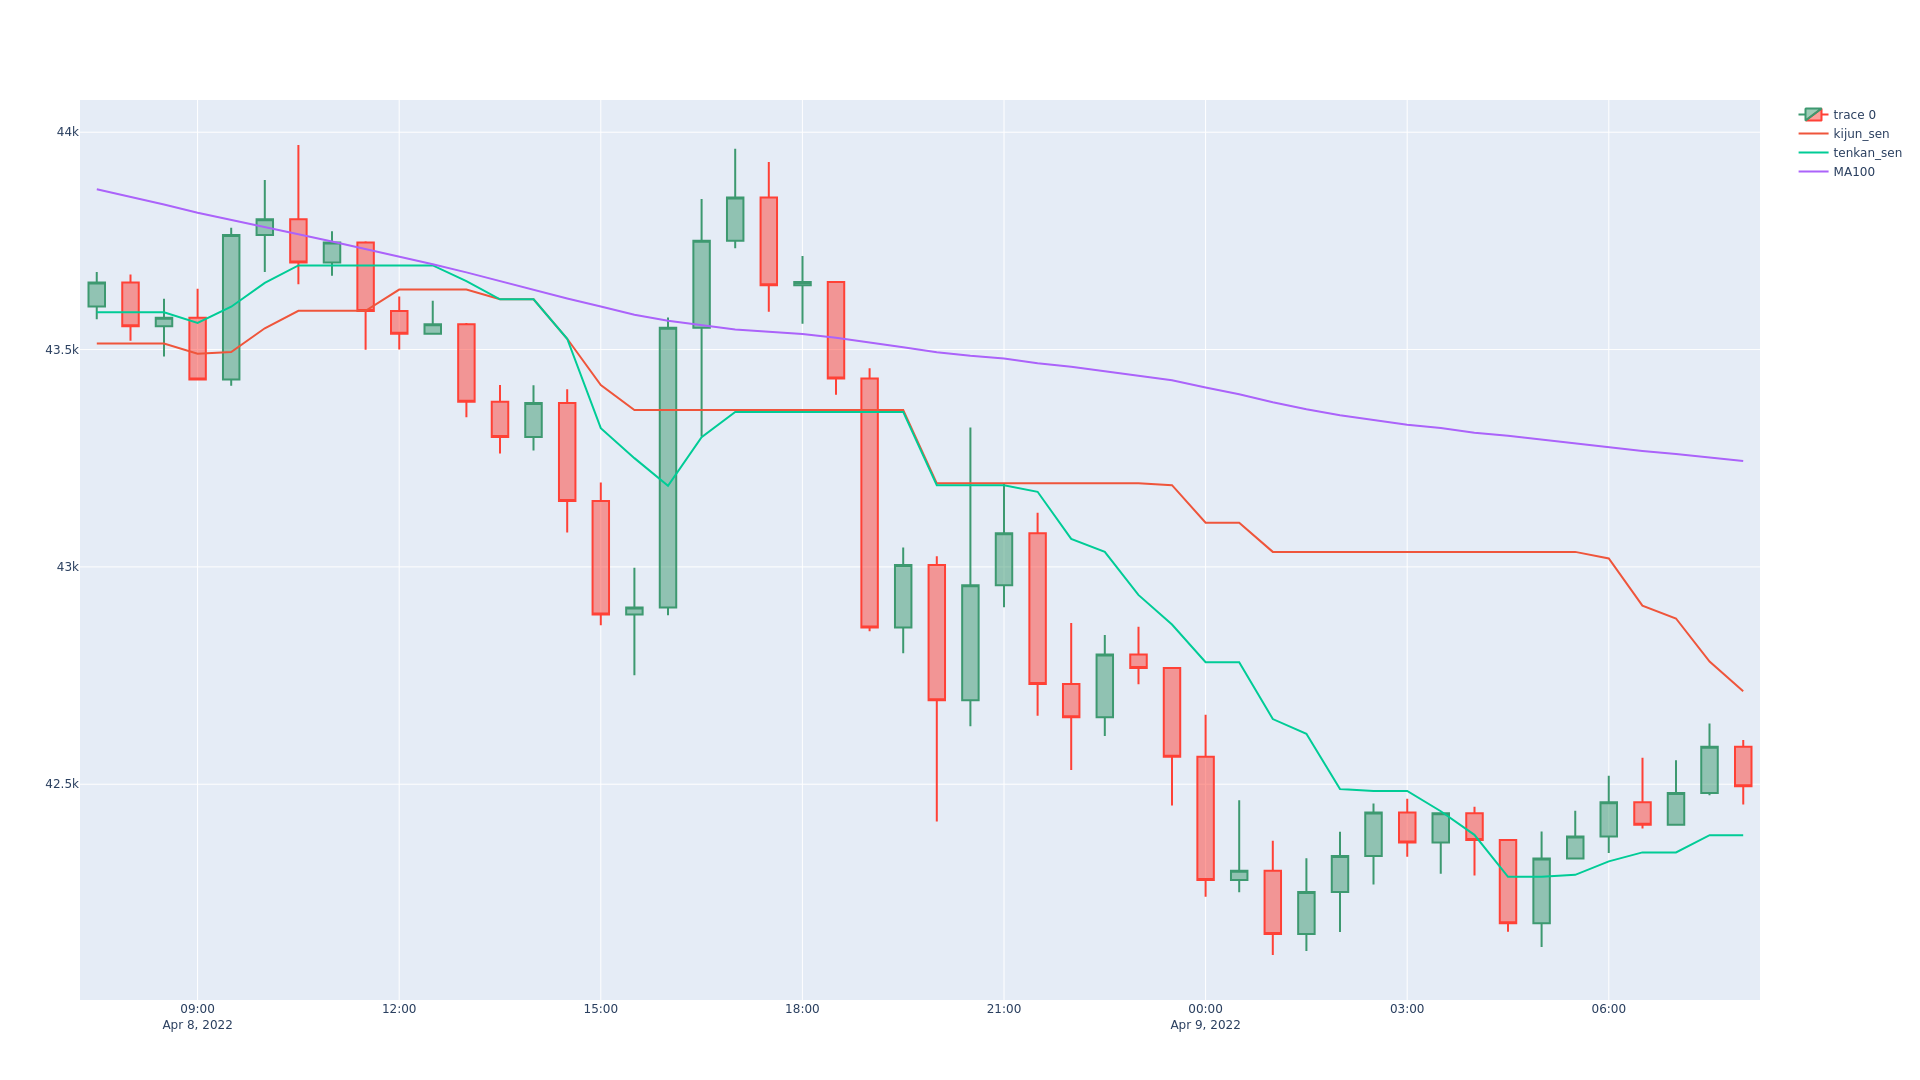 trace 0
kijun_sen
tenkan_sen
MA100
44k
43.5k
43k
42.5k
09:00 12:00 15:00 18:00 21:00 00:00 03:00 06:00
Apr 8, 2022 Apr 9, 2022